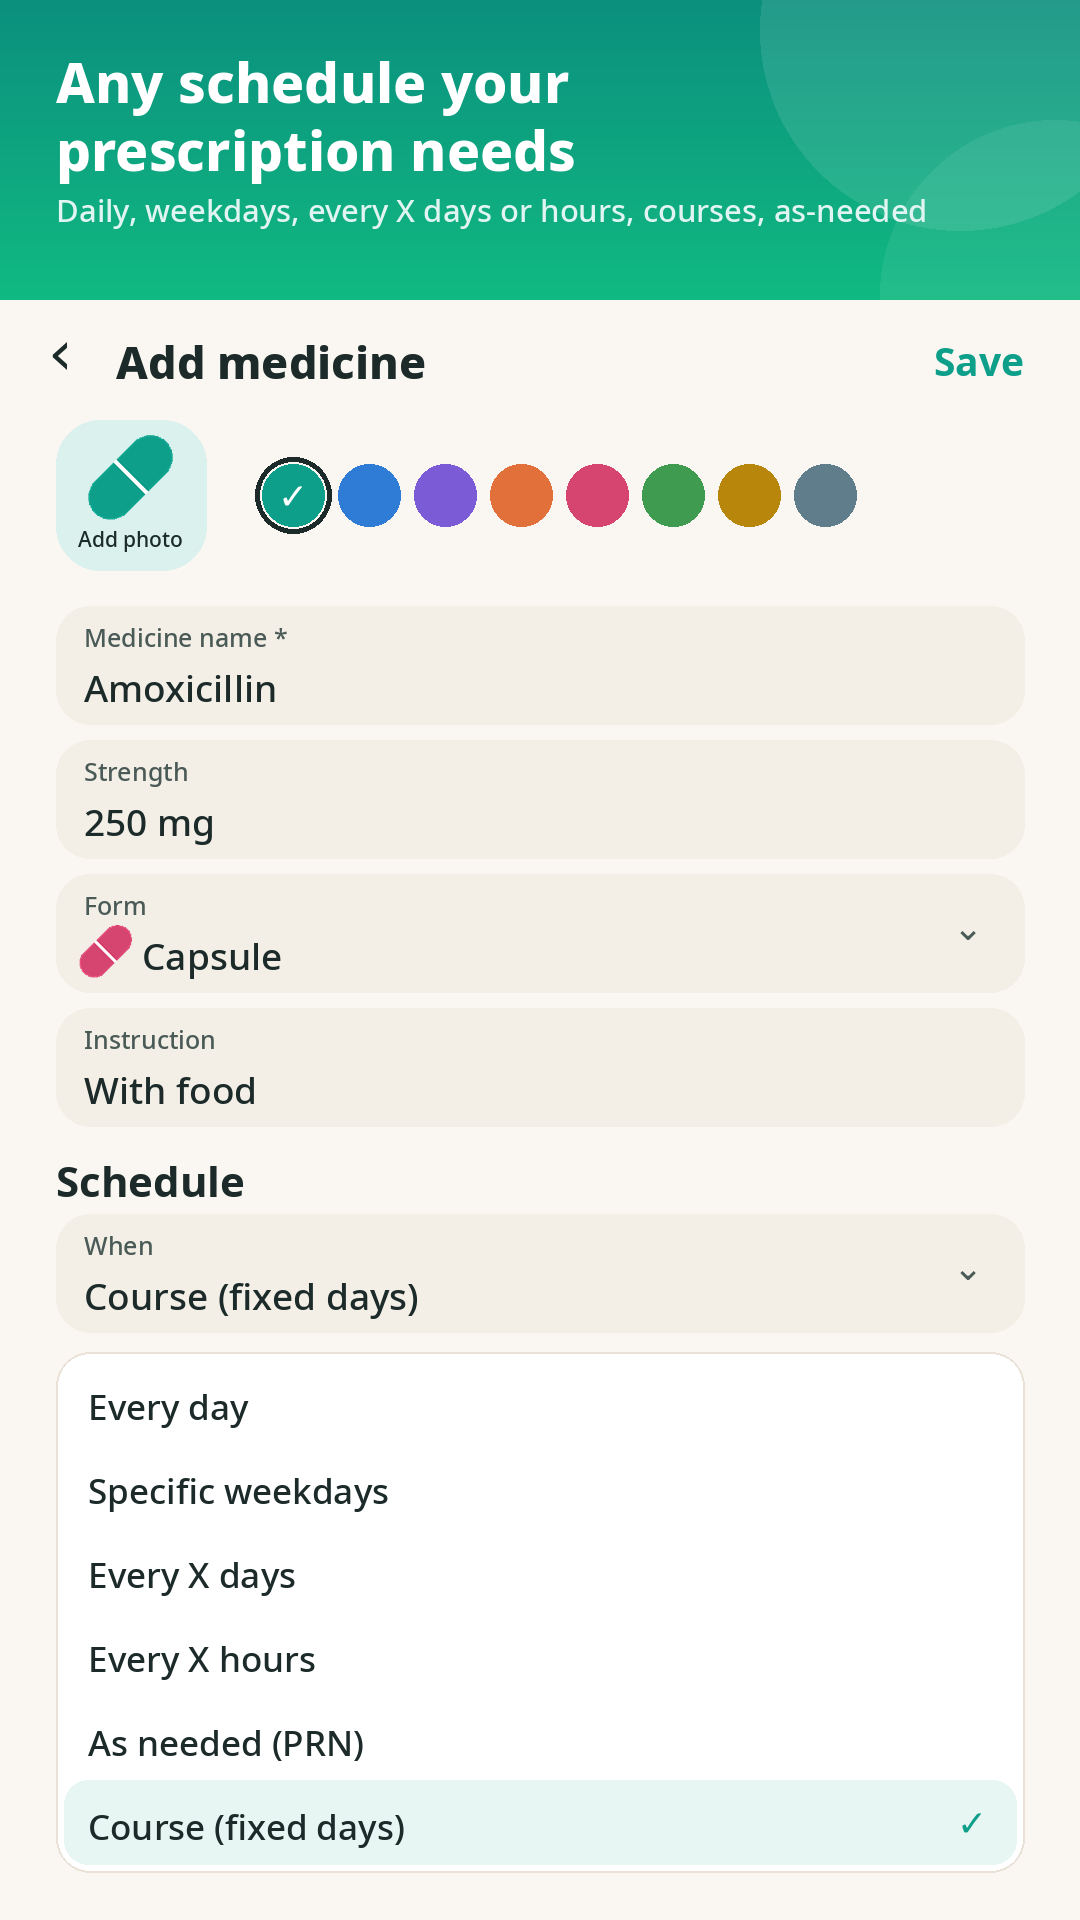 Any schedule your
prescription needs
Daily, weekdays, every X days or hours, courses, as-needed
Add medicine
Save
Add photo
Medicine name *
Amoxicillin
Strength
250 mg
Form
Capsule
Instruction
With food
Schedule
When
Course (fixed days)
Every day
Specific weekdays
Every X days
Every X hours
As needed (PRN)
Course (fixed days)